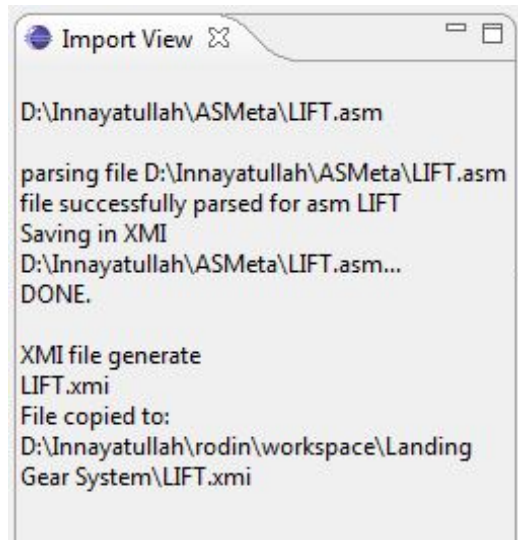 Import View
D:\Innayatullah\ASMeta\LIFT.asm
parsing file D:\Innayatullah\ASMeta\LIFT.asm
file successfully parsed for asm LIFT
Saving in XMI
D:\Innayatullah\ASMeta\LIFT.asm...
DONE.
XMI file generate
LIFT.xmi
File copied to:
D:\Innayatullah\rodin\workspace\Landing
Gear System\LIFT.xmi